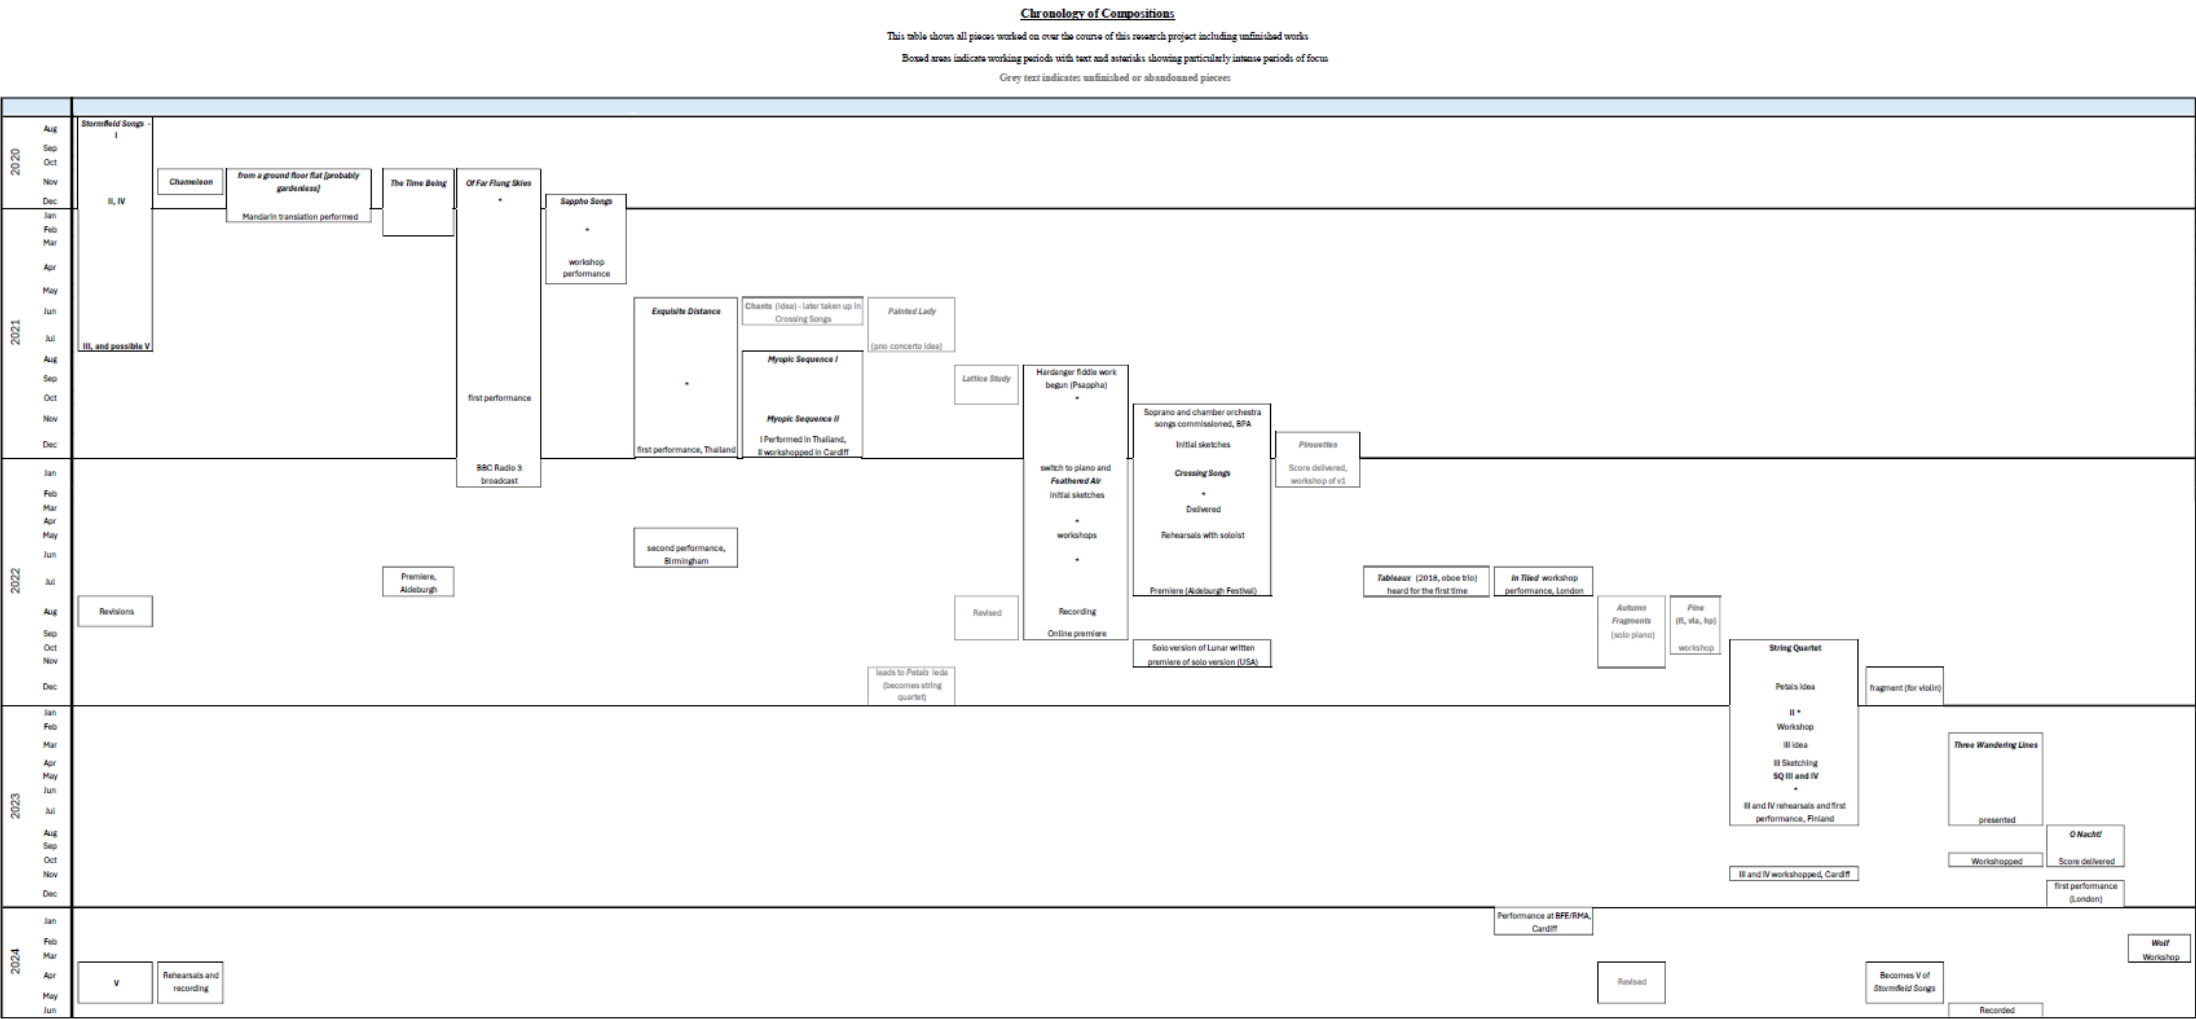 Chronology of Compositions
This table shows all pieces worked on over the course of this research project including unfinished works
Boxed areas indicate working periods with text and asterisks showing particularly intense periods of focus
Grey text indicates unfinished or abandonned pieces
2020
Aug
Sep
Oct
Nov
Dec
2021
Jan
Feb
Mar
Apr
May
Jun
Jul
Aug
Sep
Oct
Nov
Dec
2022
Jan
Feb
Mar
Apr
May
Jun
Jul
Aug
Sep
Oct
Nov
Dec
2023
Jan
Feb
Mar
Apr
May
Jun
Jul
Aug
Sep
Oct
Nov
Dec
2024
Jan
Feb
Mar
Apr
May
Jun
Stormfield Songs -
I
II, IV
III, and possible V
Revisions
V
Chameleon
Rehearsals and
recording
from a ground floor flat [probably
gardenless]
Mandarin translation performed
The Time Being
Premiere,
Aldeburgh
Of Far Flung Skies
*
first performance
BBC Radio 3
broadcast
Sappho Songs
*
workshop
performance
Exquisite Distance
*
first performance, Thailand
second performance,
Birmingham
Chants (idea) - later taken up in
Crossing Songs
Myopic Sequence I
Myopic Sequence II
I Performed in Thailand,
II workshopped in Cardiff
Painted Lady
(pno concerto idea)
leads to Petals ieda
(becomes string
quartet)
Lattice Study
Revised
Hardanger fiddle work
begun (Psappha)
*
switch to piano and
Feathered Air
Initial sketches
*
workshops
*
Recording
Online premiere
Soprano and chamber orchestra
songs commissioned, BPA
Initial sketches
Crossing Songs
*
Delivered
Rehearsals with soloist
Premiere (Aldeburgh Festival)
Solo version of Lunar written
premiere of solo version (USA)
Pirouettes
Score delivered,
workshop of v1
Tableaux (2018, oboe trio)
heard for the first time
In Tiled workshop
performance, London
Performance at BFE/RMA,
Cardiff
Autumn
Fragments
(solo piano)
Revised
Pine
(fl, vla, hp)
workshop
String Quartet
Petals idea
II *
Workshop
III idea
III Sketching
SQ III and IV
*
III and IV rehearsals and first
performance, Finland
III and IV workshopped, Cardiff
fragment (for violin)
Becomes V of
Stormfield Songs
Three Wandering Lines
presented
Workshopped
Recorded
O Nacht!
Score delivered
first performance
(London)
Wolf
Workshop